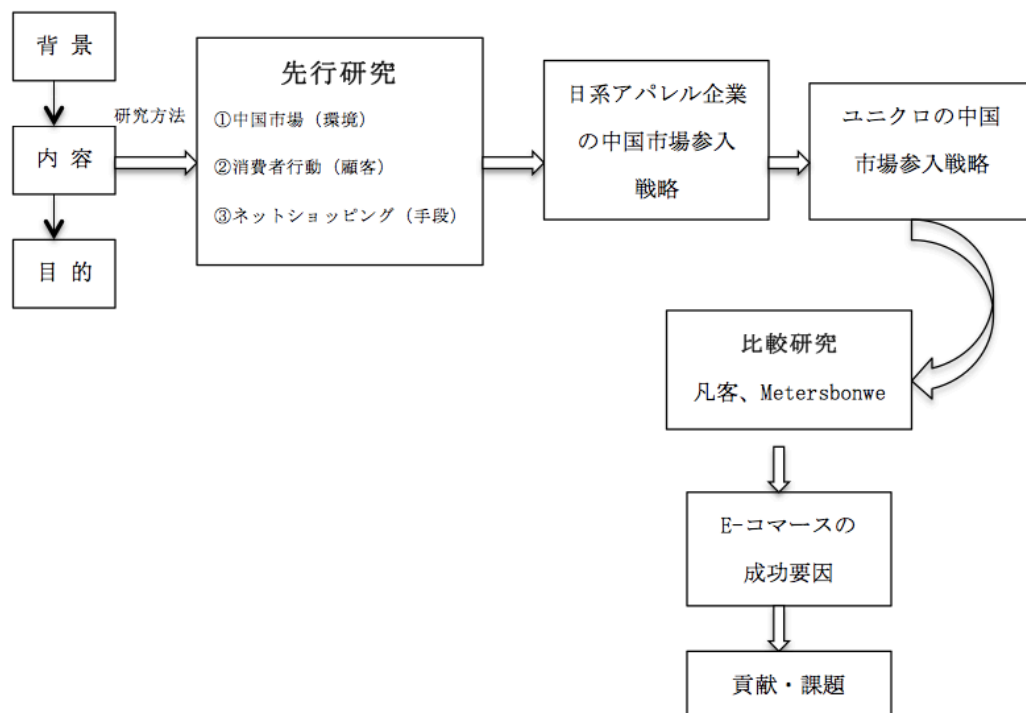 背 景
内 容
目 的
研究方法
先行研究
①中国市場（環境）
②消費者行動（顧客）
③ネットショッピング（手段）
日系アパレル企業
の中国市場参入
戦略
ユニクロの中国
市場参入戦略
比較研究
凡客、Metersbonwe
E-コマースの
成功要因
貢献・課題